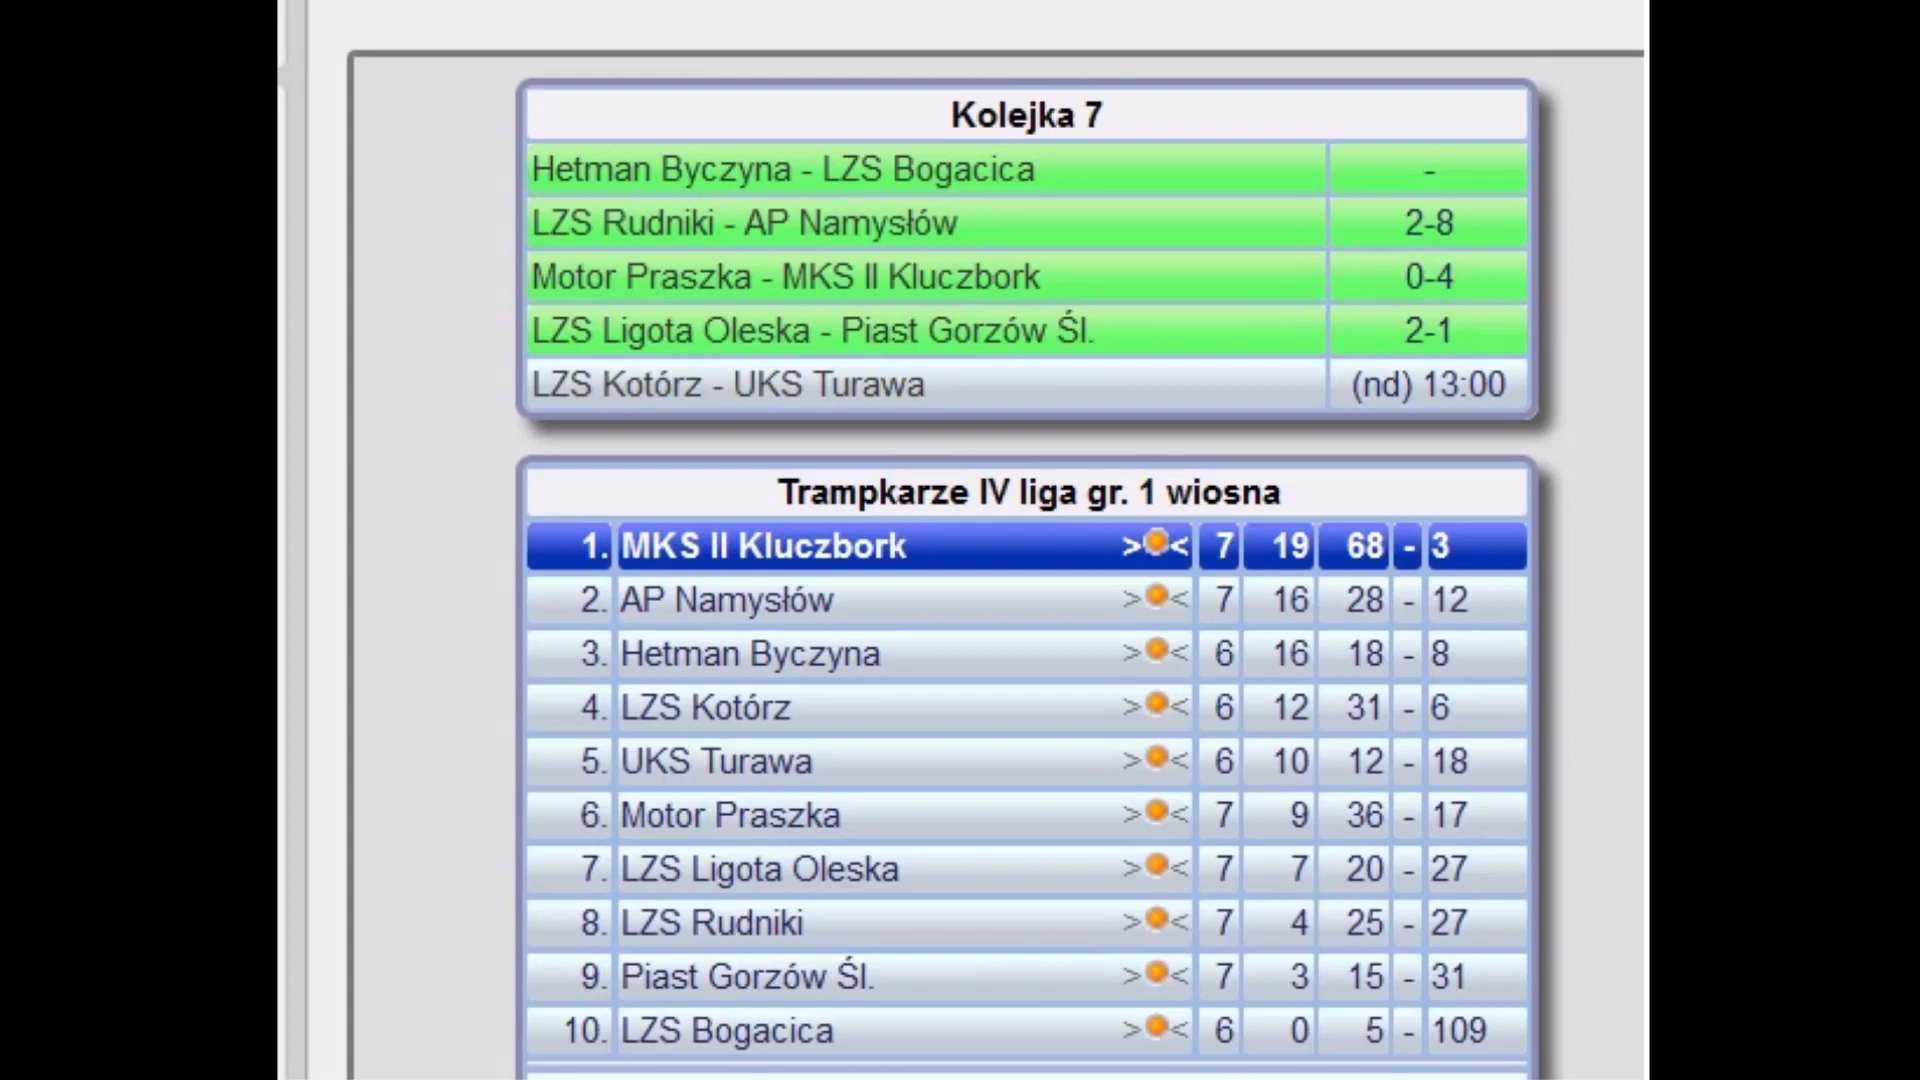 Kolejka 7
Hetman Byczyna - LZS Bogacica -
LZS Rudniki - AP Namysłów 2-8
Motor Praszka - MKS II Kluczbork 0-4
LZS Ligota Oleska - Piast Gorzów Śl. 2-1
LZS Kotórz - UKS Turawa (nd) 13:00
Trampkarze IV liga gr. 1 wiosna
1. MKS II Kluczbork > < 7 19 68 - 3
2. AP Namysłów > < 7 16 28 - 12
3. Hetman Byczyna > < 6 16 18 - 8
4. LZS Kotórz > < 6 12 31 - 6
5. UKS Turawa > < 6 10 12 - 18
6. Motor Praszka > < 7 9 36 - 17
7. LZS Ligota Oleska > < 7 7 20 - 27
8. LZS Rudniki > < 7 4 25 - 27
9. Piast Gorzów Śl. > < 7 3 15 - 31
10. LZS Bogacica > < 6 0 5 - 109